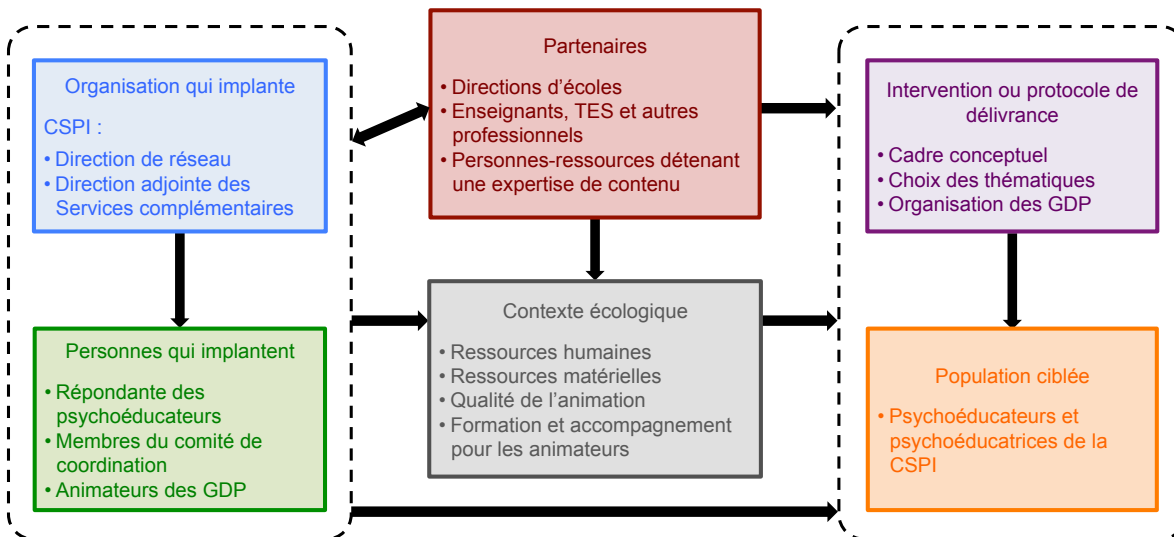 Organisation qui implante
CSPI :
• Direction de réseau
• Direction adjointe des
Services complémentaires
Personnes qui implantent
• Répondante des
psychoéducateurs
• Membres du comité de
coordination
• Animateurs des GDP
Partenaires
• Directions d'écoles
• Enseignants, TES et autres
professionnels
• Personnes-ressources détenant
une expertise de contenu
Contexte écologique
• Ressources humaines
• Ressources matérielles
• Qualité de l'animation
• Formation et accompagnement
pour les animateurs
Intervention ou protocole de
délivrance
• Cadre conceptuel
• Choix des thématiques
• Organisation des GDP
Population ciblée
• Psychoéducateurs et
psychoéducatrices de la
CSPI